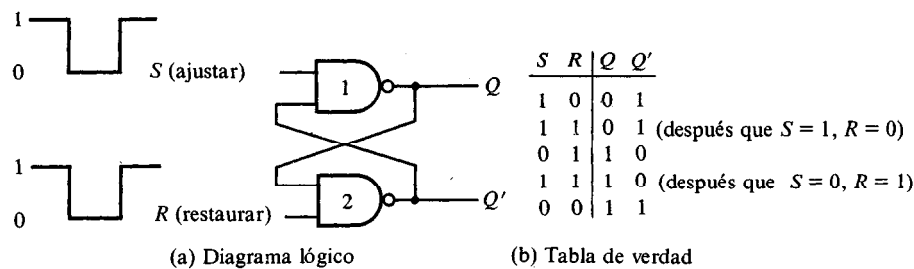 1
0
S (ajustar)
1
Q
1
0
R (restaurar)
2
Q'
(a) Diagrama lógico
S R Q Q'
1 0 0 1
1 1 0 1 (después que S = 1, R = 0)
0 1 1 0
1 1 1 0 (después que S = 0, R = 1)
0 0 1 1
(b) Tabla de verdad